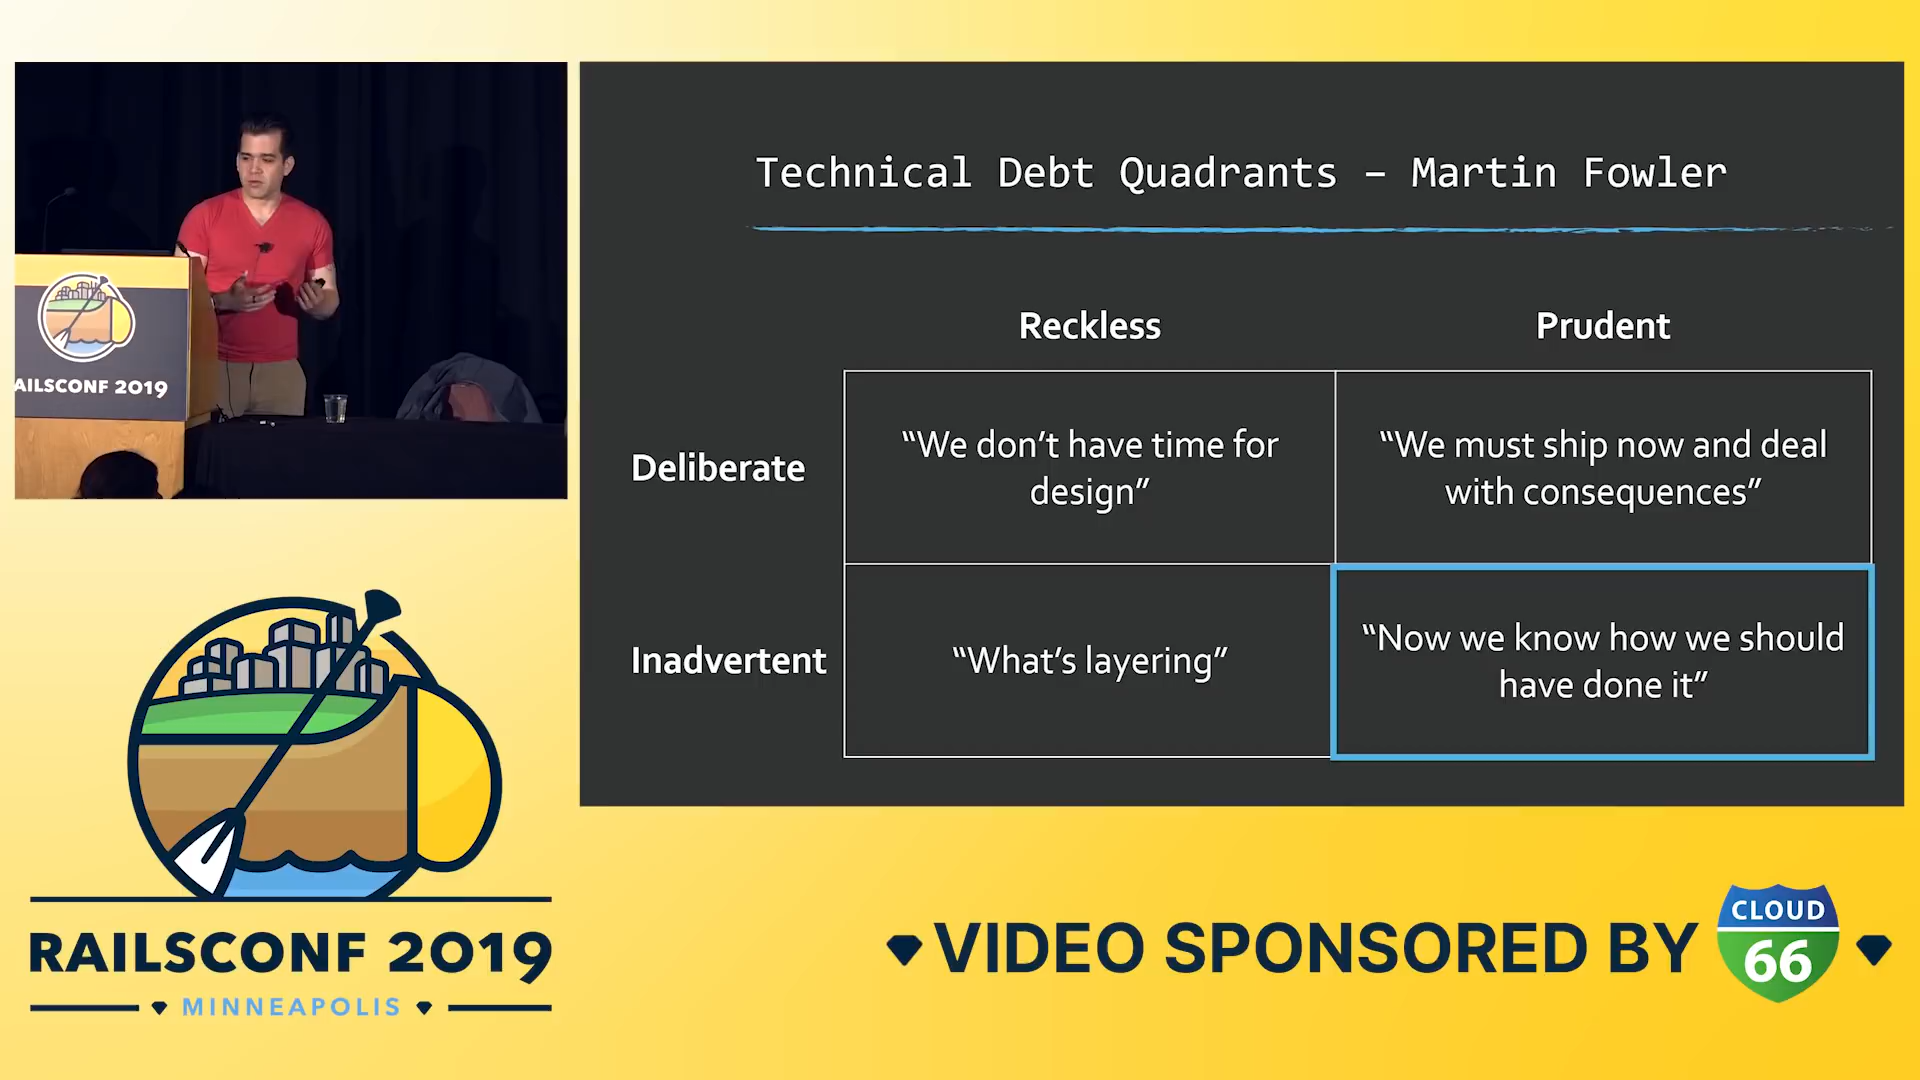 AILSCONF 2019
Technical Debt Quadrants – Martin Fowler
Reckless
Prudent
Deliberate
“We don’t have time for
design”
“We must ship now and deal
with consequences”
Inadvertent
“What’s layering”
“Now we know how we should
have done it”
RAILSCONF 2019
MINNEAPOLIS
VIDEO SPONSORED BY
CLOUD
66